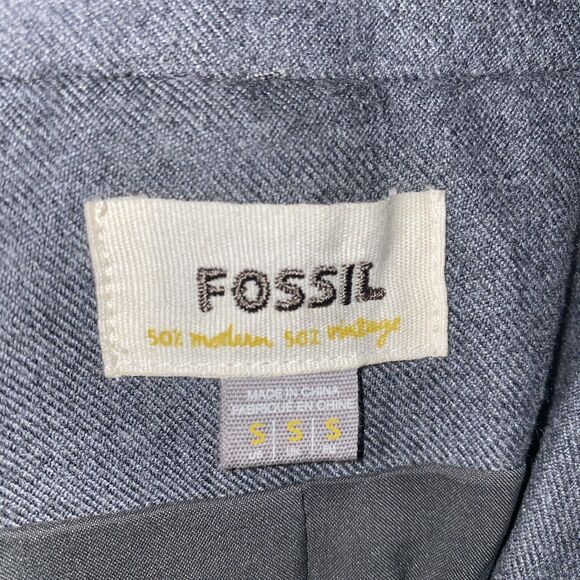 FOSSIL
50% modern, 50% vintage
MADE IN CHINA
FABRIQUÉ EN CHINE
S S S